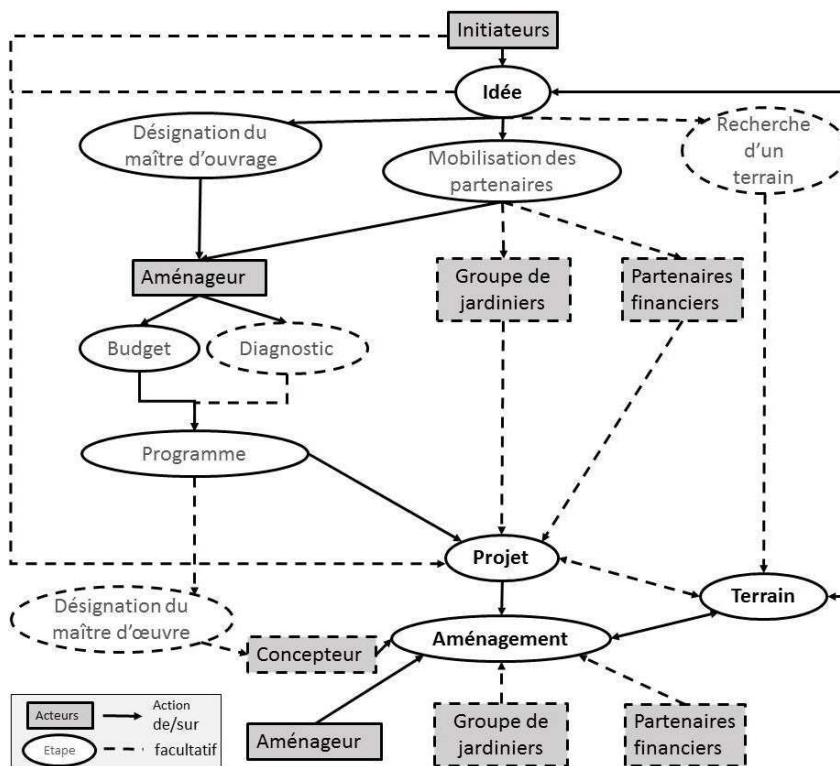 Initiateurs
Idée
Désignation du
maître d'ouvrage
Mobilisation des
partenaires
Recherche
d'un
terrain
Aménageur
Groupe de
jardiniers
Partenaires
financiers
Budget
Diagnostic
Programme
Projet
Terrain
Désignation du
maître d'œuvre
Aménagement
Concepteur
Aménageur
Groupe de
jardiniers
Partenaires
financiers
Acteurs
Action
de/sur
Etape
facultatif